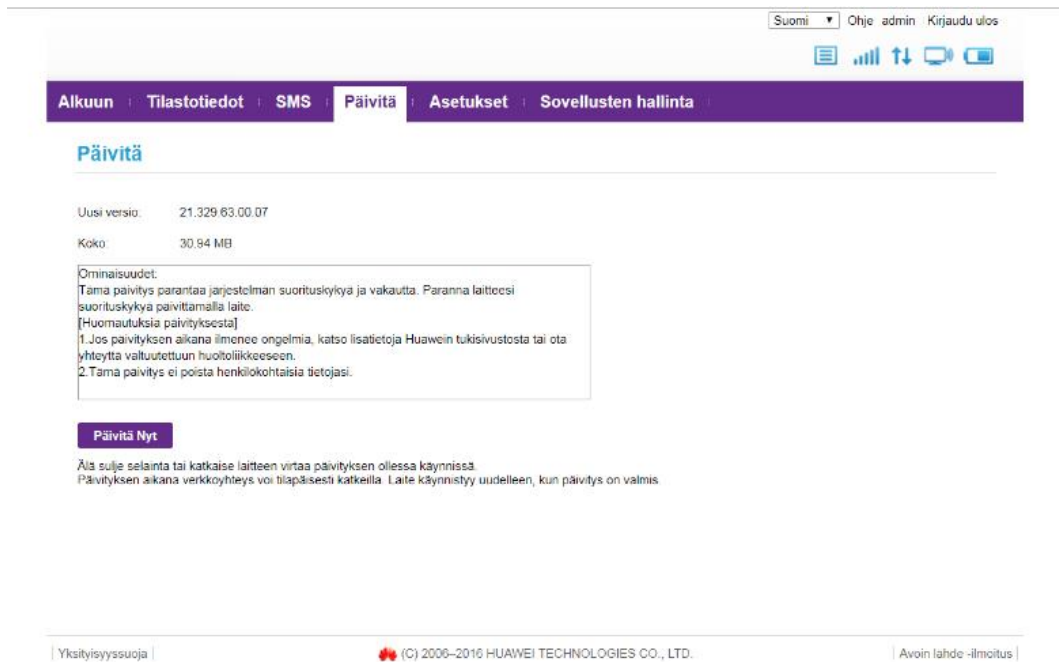 Suomi Ohje admin Kirjaudu ulos
Alkuun Tilastotiedot SMS Päivitä Asetukset Sovellusten hallinta
Päivitä
Uusi versio: 21.329.63.00.07
Koko: 30.94 MB
Ominaisuudet:
Tama paivitys parantaa jarjestelman suorituskykya ja vakautta. Paranna laitteesi
suorituskykya paivittamalla laite.
[Huomautuksia paivityksesta]
1.Jos paivityksen aikana ilmenee ongelmia, katso lisatietoja Huawein tukisivustosta tai ota
yhteytta valtuutettuun huoltoliikkeeseen.
2.Tama paivitys ei poista henkilokohtaisia tietojasi.
Päivitä Nyt
Älä sulje selainta tai katkaise laitteen virtaa päivityksen ollessa käynnissä.
Päivityksen aikana verkkoyhteys voi tilapäisesti katkeilla. Laite käynnistyy uudelleen, kun päivitys on valmis.
Yksityisyyssuoja (C) 2006–2016 HUAWEI TECHNOLOGIES CO., LTD. Avoin lähde -ilmoitus